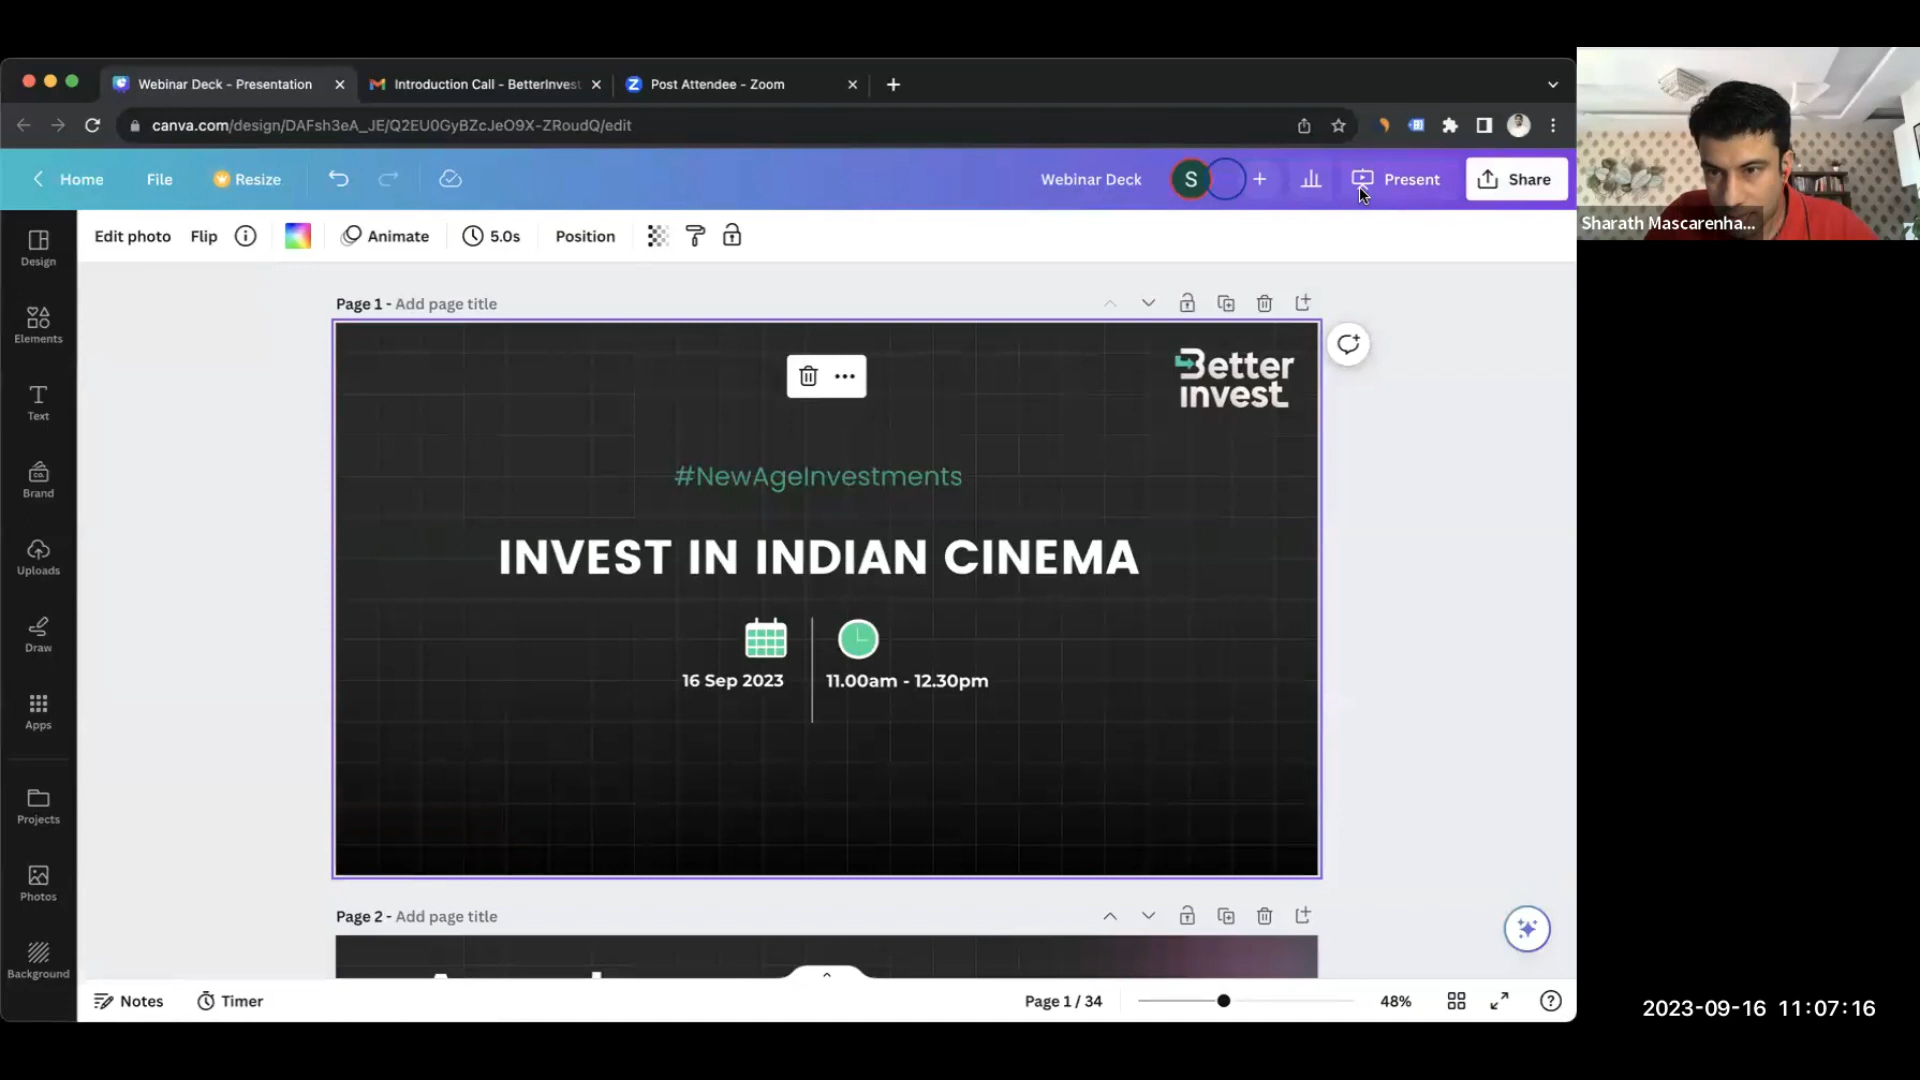 Webinar Deck - Presentation
Introduction Call - BetterInvest
Post Attendee - Zoom
canva.com/design/DAFsh3eA_JE/Q2EU0GyBZcJeO9X-ZRoudQ/edit
Home
File
Resize
Webinar Deck
S
Present
Share
Sharath Mascarenha...
Edit photo
Flip
Animate
5.0s
Position
Design
Elements
Text
Brand
Uploads
Draw
Apps
Projects
Photos
Background
Page 1 - Add page title
Better
invest.
#NewAgeInvestments
INVEST IN INDIAN CINEMA
16 Sep 2023
11.00am - 12.30pm
Page 2 - Add page title
Notes
Timer
Page 1 / 34
48%
2023-09-16 11:07:16